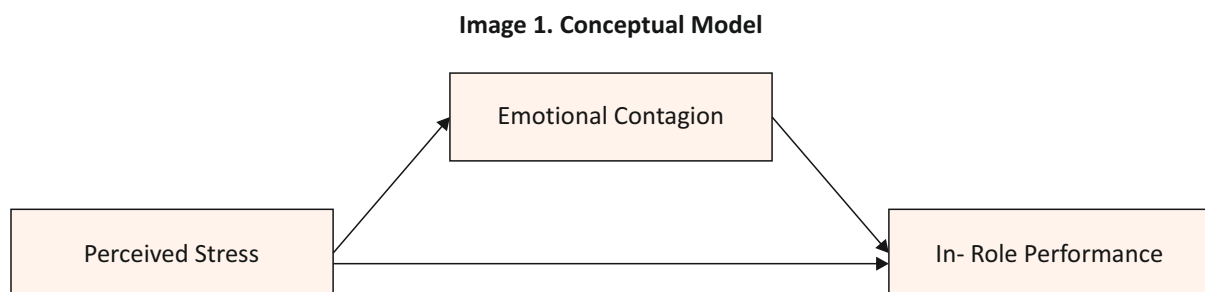 Image 1. Conceptual Model
Emotional Contagion
Perceived Stress
In- Role Performance